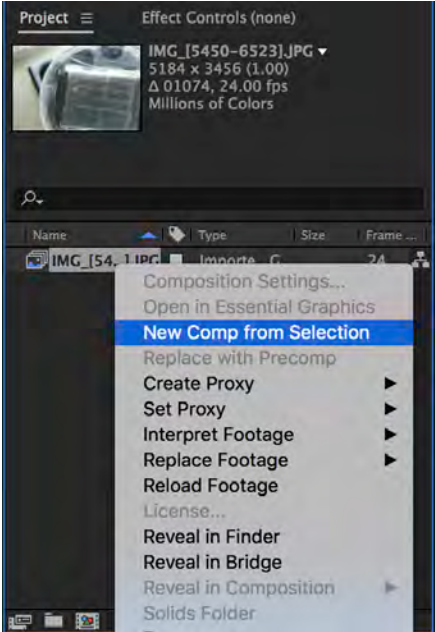 Project
Effect Controls (none)
IMG_[5450-6523].JPG
5184 x 3456 (1.00)
Δ 01074, 24.00 fps
Millions of Colors
Name Type Size Frame ...
IMG_[54...].JPG Importe...G 24
Composition Settings...
Open in Essential Graphics
New Comp from Selection
Replace with Precomp
Create Proxy
Set Proxy
Interpret Footage
Replace Footage
Reload Footage
License...
Reveal in Finder
Reveal in Bridge
Reveal in Composition
Solids Folder